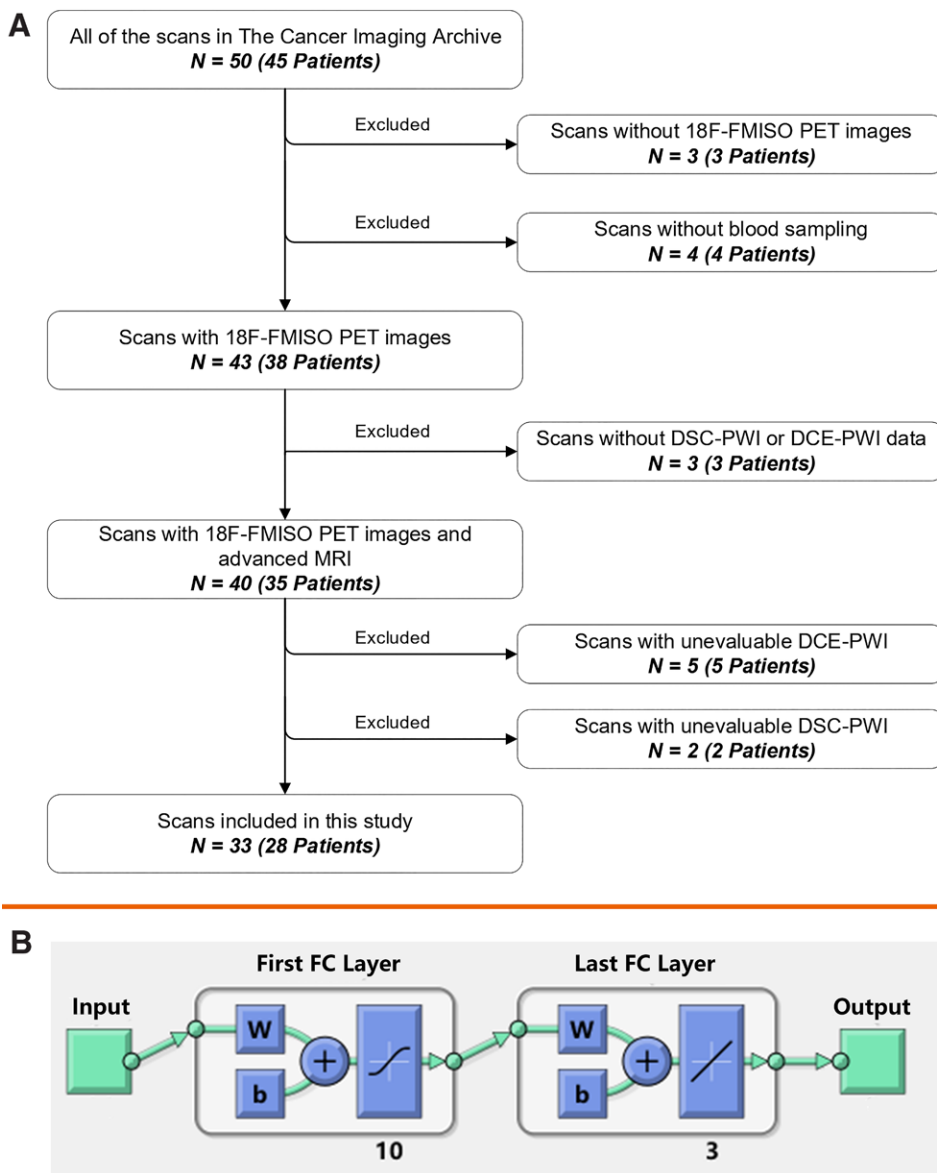 A
All of the scans in The Cancer Imaging Archive
N = 50 (45 Patients)
Excluded
Scans without 18F-FMISO PET images
N = 3 (3 Patients)
Excluded
Scans without blood sampling
N = 4 (4 Patients)
Scans with 18F-FMISO PET images
N = 43 (38 Patients)
Excluded
Scans without DSC-PWI or DCE-PWI data
N = 3 (3 Patients)
Scans with 18F-FMISO PET images and
advanced MRI
N = 40 (35 Patients)
Excluded
Scans with unevaluable DCE-PWI
N = 5 (5 Patients)
Excluded
Scans with unevaluable DSC-PWI
N = 2 (2 Patients)
Scans included in this study
N = 33 (28 Patients)
B
First FC Layer
Last FC Layer
Input
W
b
+
10
W
b
+
3
Output